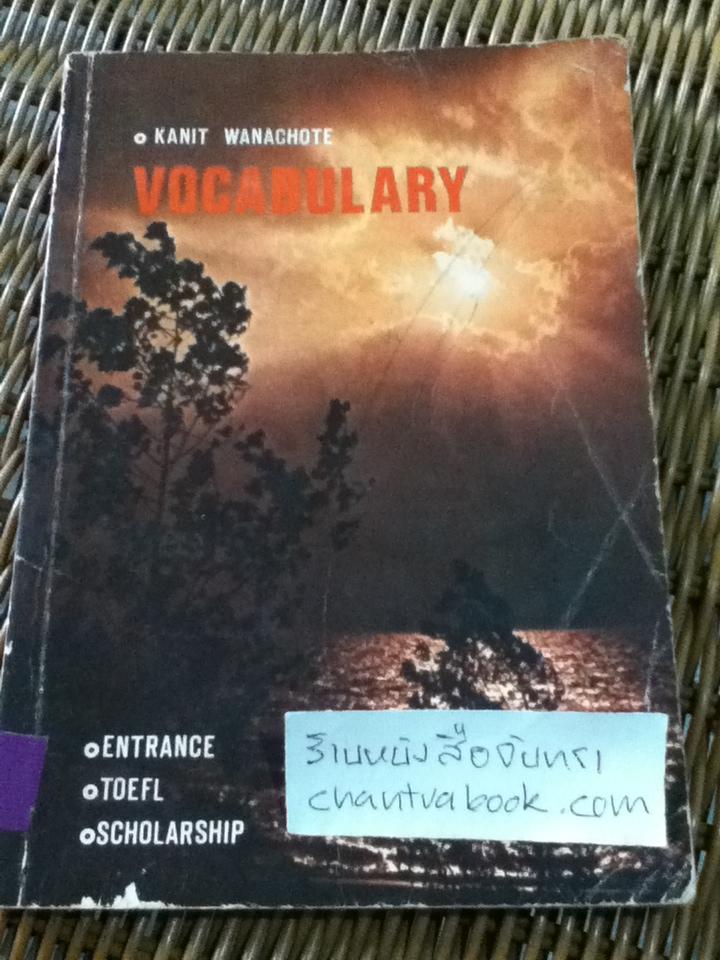 KANIT WANACHOTE
VOCABULARY
ENTRANCE
TOEFL
SCHOLARSHIP
ร้านหนังสือจันทรา
chantrabook.com